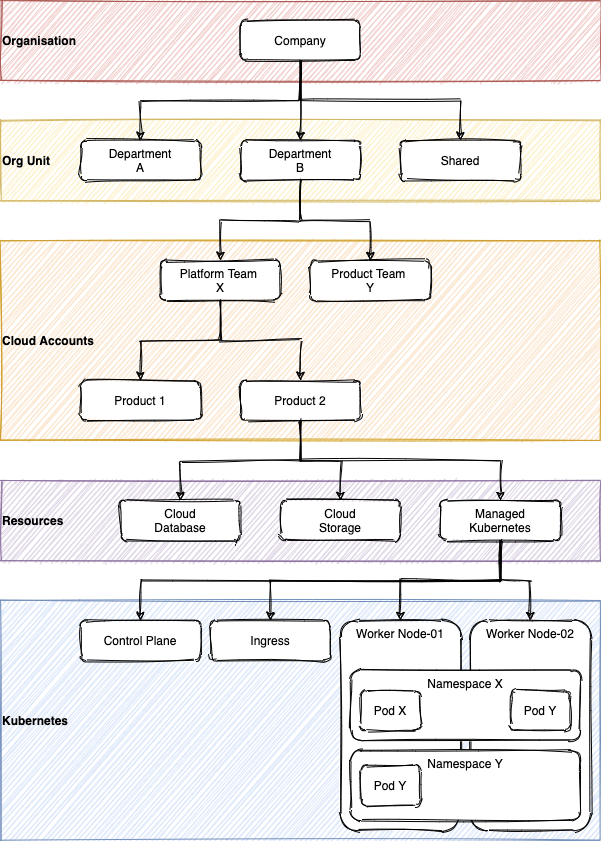 Organisation
Company
Org Unit
Department
A
Department
B
Shared
Platform Team
X
Product Team
Y
Cloud Accounts
Product 1
Product 2
Resources
Cloud
Database
Cloud
Storage
Managed
Kubernetes
Control Plane
Ingress
Worker Node-01
Worker Node-02
Namespace X
Pod X
Pod Y
Kubernetes
Namespace Y
Pod Y